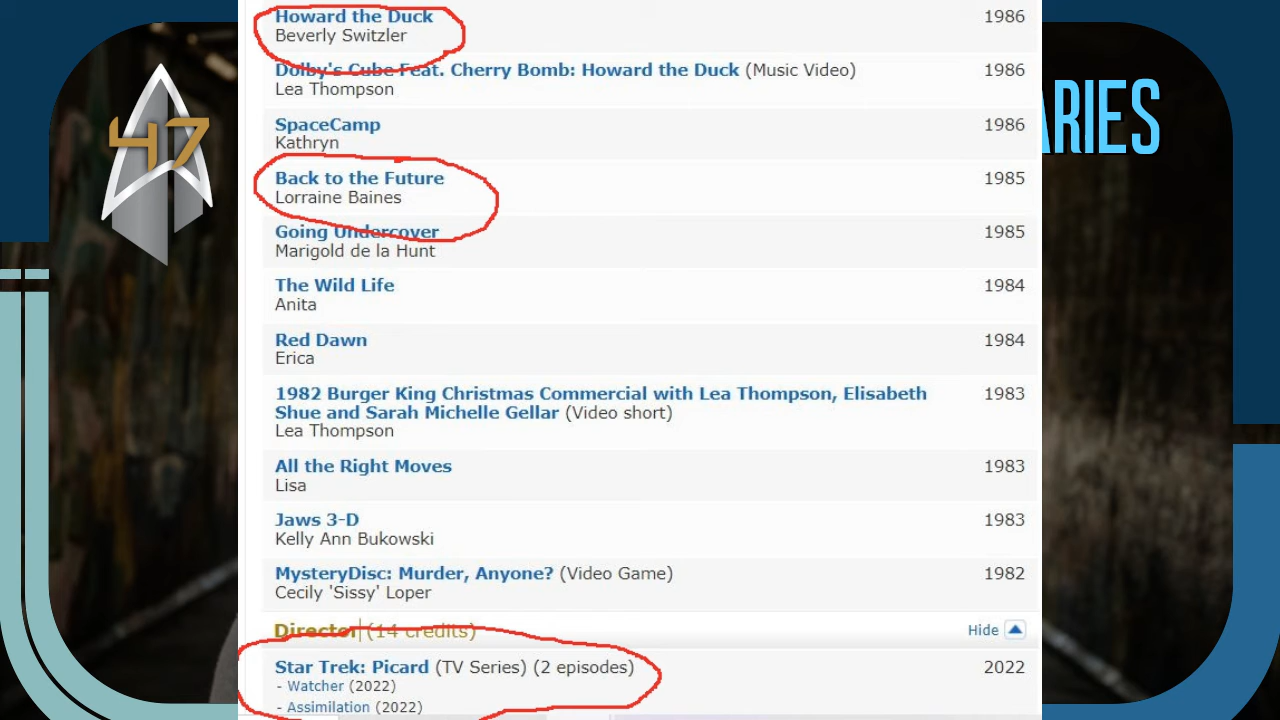 Howard the Duck 1986
Beverly Switzler
Dolby's Cube Feat. Cherry Bomb: Howard the Duck (Music Video) 1986
Lea Thompson
SpaceCamp 1986
Kathryn
Back to the Future 1985
Lorraine Baines
Going Undercover 1985
Marigold de la Hunt
The Wild Life 1984
Anita
Red Dawn 1984
Erica
1982 Burger King Christmas Commercial with Lea Thompson, Elisabeth 1983
Shue and Sarah Michelle Gellar (Video short)
Lea Thompson
All the Right Moves 1983
Lisa
Jaws 3-D 1983
Kelly Ann Bukowski
MysteryDisc: Murder, Anyone? (Video Game) 1982
Cecily 'Sissy' Loper
Director (14 credits) Hide
Star Trek: Picard (TV Series) (2 episodes) 2022
- Watcher (2022)
- Assimilation (2022)
47
ARIES